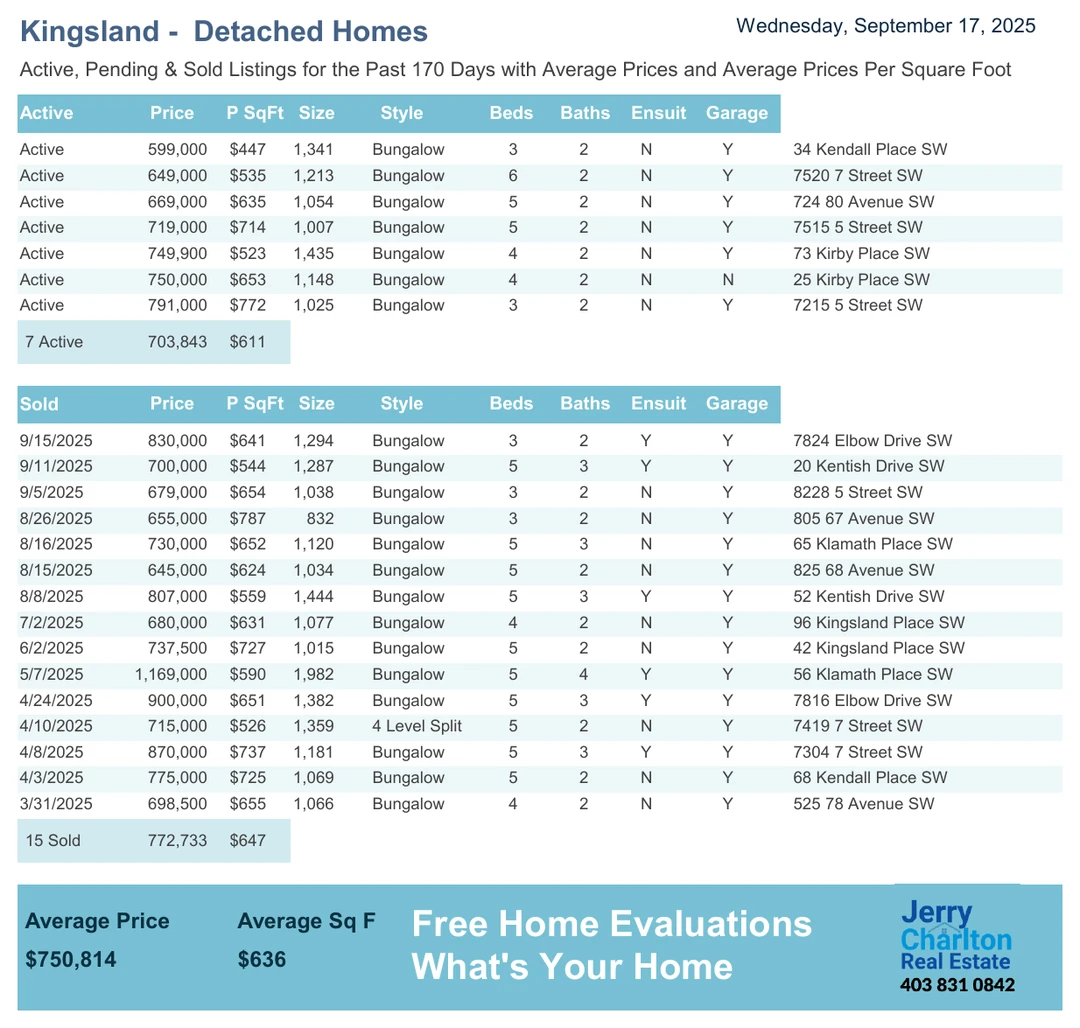 Kingsland - Detached Homes
Wednesday, September 17, 2025
Active, Pending & Sold Listings for the Past 170 Days with Average Prices and Average Prices Per Square Foot
Active Price P SqFt Size Style Beds Baths Ensuit Garage
Active 599,000 $447 1,341 Bungalow 3 2 N Y 34 Kendall Place SW
Active 649,000 $535 1,213 Bungalow 6 2 N Y 7520 7 Street SW
Active 669,000 $635 1,054 Bungalow 5 2 N Y 724 80 Avenue SW
Active 719,000 $714 1,007 Bungalow 5 2 N Y 7515 5 Street SW
Active 749,900 $523 1,435 Bungalow 4 2 N Y 73 Kirby Place SW
Active 750,000 $653 1,148 Bungalow 4 2 N N 25 Kirby Place SW
Active 791,000 $772 1,025 Bungalow 3 2 N Y 7215 5 Street SW
7 Active 703,843 $611
Sold Price P SqFt Size Style Beds Baths Ensuit Garage
9/15/2025 830,000 $641 1,294 Bungalow 3 2 Y Y 7824 Elbow Drive SW
9/11/2025 700,000 $544 1,287 Bungalow 5 3 Y Y 20 Kentish Drive SW
9/5/2025 679,000 $654 1,038 Bungalow 3 2 N Y 8228 5 Street SW
8/26/2025 655,000 $787 832 Bungalow 3 2 N Y 805 67 Avenue SW
8/16/2025 730,000 $652 1,120 Bungalow 5 3 N Y 65 Klamath Place SW
8/15/2025 645,000 $624 1,034 Bungalow 5 2 N Y 825 68 Avenue SW
8/8/2025 807,000 $559 1,444 Bungalow 5 3 Y Y 52 Kentish Drive SW
7/2/2025 680,000 $631 1,077 Bungalow 4 2 N Y 96 Kingsland Place SW
6/2/2025 737,500 $727 1,015 Bungalow 5 2 N Y 42 Kingsland Place SW
5/7/2025 1,169,000 $590 1,982 Bungalow 5 4 Y Y 56 Klamath Place SW
4/24/2025 900,000 $651 1,382 Bungalow 5 3 Y Y 7816 Elbow Drive SW
4/10/2025 715,000 $526 1,359 4 Level Split 5 2 N Y 7419 7 Street SW
4/8/2025 870,000 $737 1,181 Bungalow 5 3 Y Y 7304 7 Street SW
4/3/2025 775,000 $725 1,069 Bungalow 5 2 N Y 68 Kendall Place SW
3/31/2025 698,500 $655 1,066 Bungalow 4 2 N Y 525 78 Avenue SW
15 Sold 772,733 $647
Average Price Average Sq F
$750,814 $636
Free Home Evaluations
What's Your Home
Jerry
Charlton
Real Estate
403 831 0842